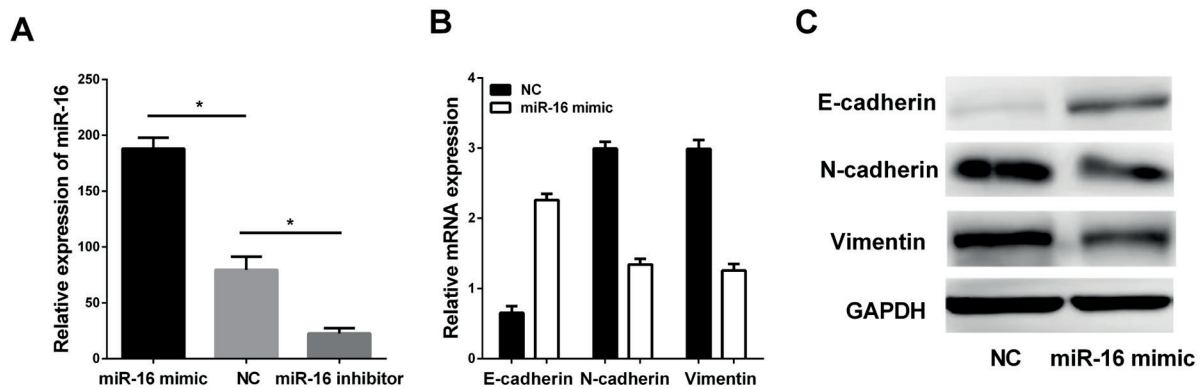 A
Relative expression of miR-16
250
200
150
100
50
0
*
*
miR-16 mimic NC miR-16 inhibitor
B
Relative mRNA expression
4
3
2
1
0
NC
miR-16 mimic
E-cadherin N-cadherin Vimentin
C
E-cadherin
N-cadherin
Vimentin
GAPDH
NC miR-16 mimic